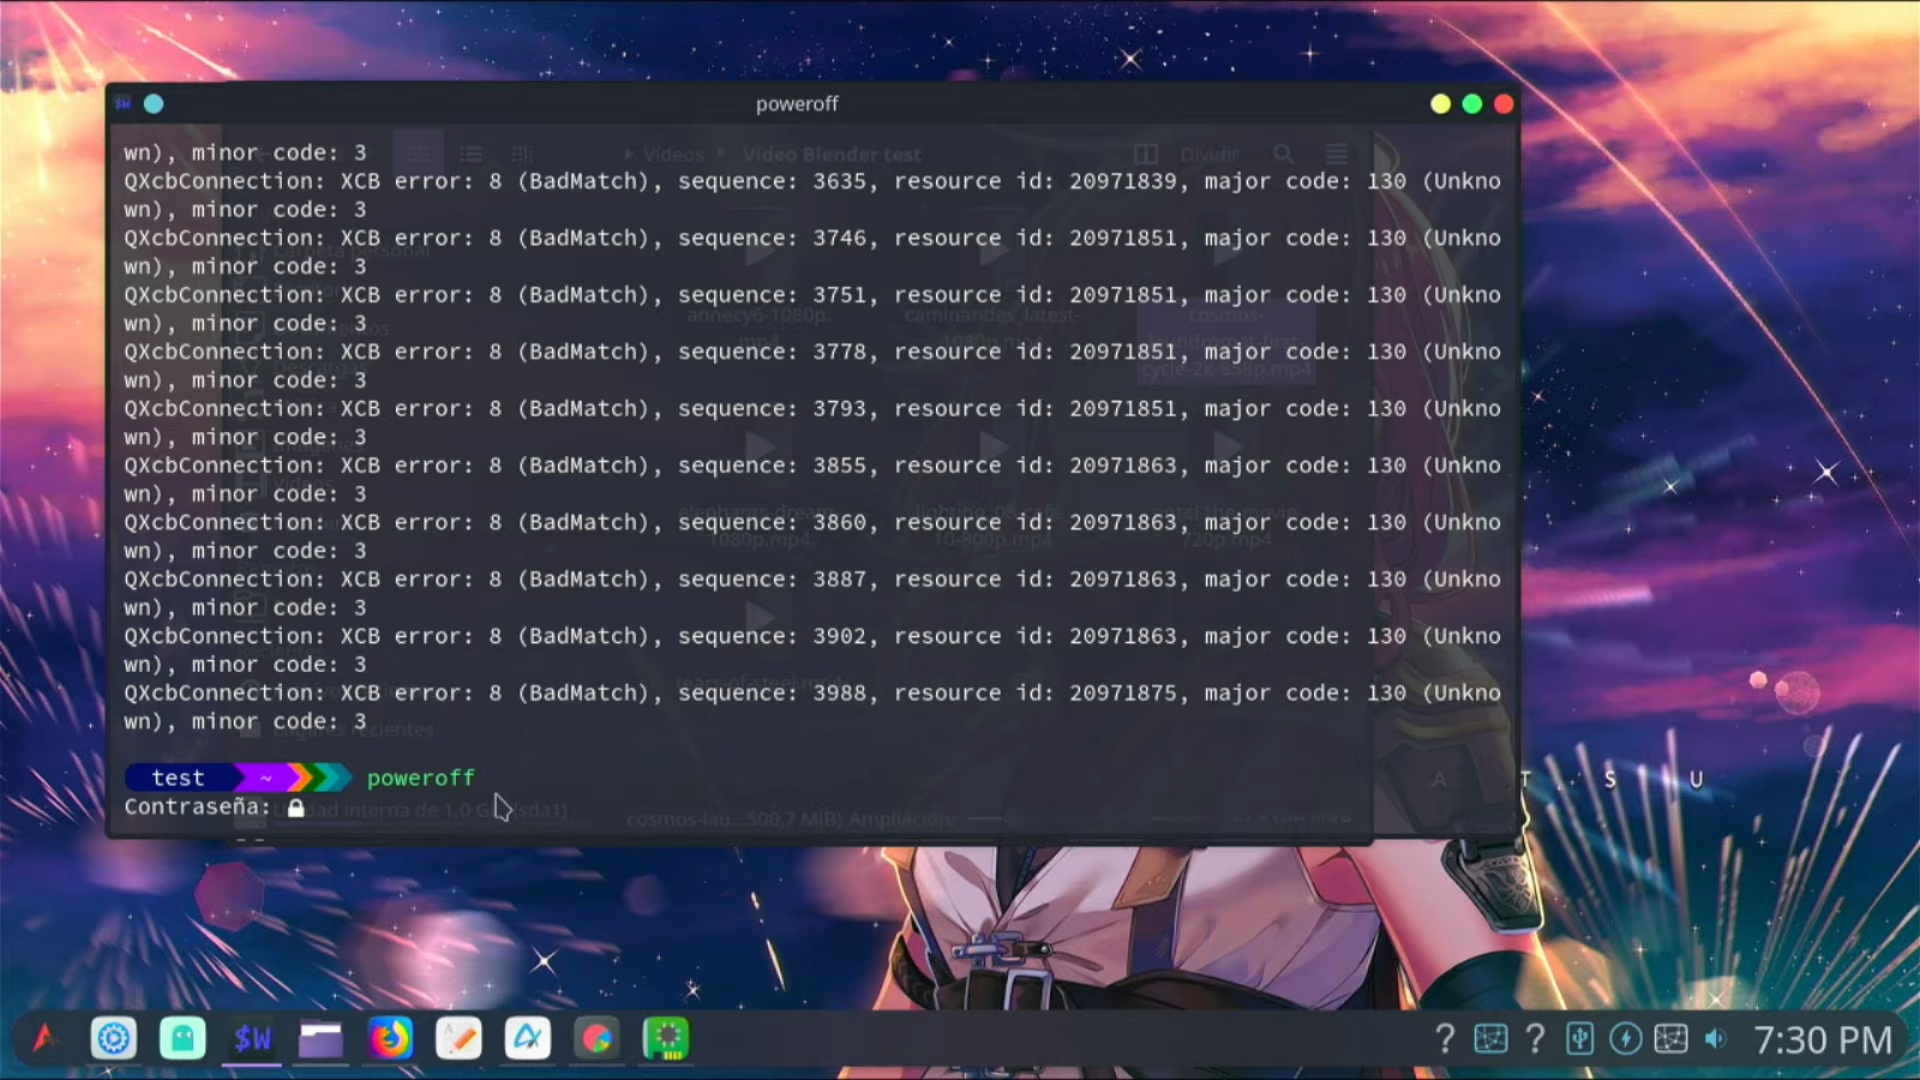 $W
poweroff
Vídeos Video Blender test Dividir
wn), minor code: 3
QXcbConnection: XCB error: 8 (BadMatch), sequence: 3635, resource id: 20971839, major code: 130 (Unkno
wn), minor code: 3
QXcbConnection: XCB error: 8 (BadMatch), sequence: 3746, resource id: 20971851, major code: 130 (Unkno
wn), minor code: 3
QXcbConnection: XCB error: 8 (BadMatch), sequence: 3751, resource id: 20971851, major code: 130 (Unkno
wn), minor code: 3
QXcbConnection: XCB error: 8 (BadMatch), sequence: 3778, resource id: 20971851, major code: 130 (Unkno
wn), minor code: 3
QXcbConnection: XCB error: 8 (BadMatch), sequence: 3793, resource id: 20971851, major code: 130 (Unkno
wn), minor code: 3
QXcbConnection: XCB error: 8 (BadMatch), sequence: 3855, resource id: 20971863, major code: 130 (Unkno
wn), minor code: 3
QXcbConnection: XCB error: 8 (BadMatch), sequence: 3860, resource id: 20971863, major code: 130 (Unkno
wn), minor code: 3
QXcbConnection: XCB error: 8 (BadMatch), sequence: 3887, resource id: 20971863, major code: 130 (Unkno
wn), minor code: 3
QXcbConnection: XCB error: 8 (BadMatch), sequence: 3902, resource id: 20971863, major code: 130 (Unkno
wn), minor code: 3
QXcbConnection: XCB error: 8 (BadMatch), sequence: 3988, resource id: 20971875, major code: 130 (Unkno
wn), minor code: 3
test ~ poweroff
Contraseña:
A T S U
$W
7:30 PM